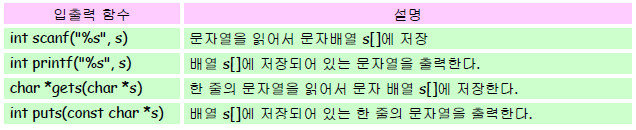 입출력 함수 설명
int scanf("%s", s) 문자열을 읽어서 문자배열 s[]에 저장
int printf("%s", s) 배열 s[]에 저장되어 있는 문자열을 출력한다.
char *gets(char *s) 한 줄의 문자열을 읽어서 문자 배열 s[]에 저장한다.
int puts(const char *s) 배열 s[]에 저장되어 있는 한 줄의 문자열을 출력한다.